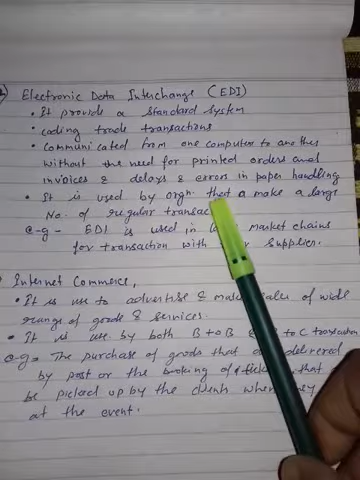 Electronic Data Interchange (EDI)
• It provide a standard system
• coding trade transactions
• communicated from one computer to another
without the need for printed orders and
invoices & delays & errors in paper handling
• It is used by orgn. that a make a large
No. of regular transac
e-g - EDI is used in market chains
for transaction with supplier.
Internet Commerce,
• It is use to advertise & make sales of wide
range of goods & services.
• It is use by both B to B to C transaction
e-g- The purchase of goods that delivered
by post or the booking of tick that
be picked up by the clients when
at the event.